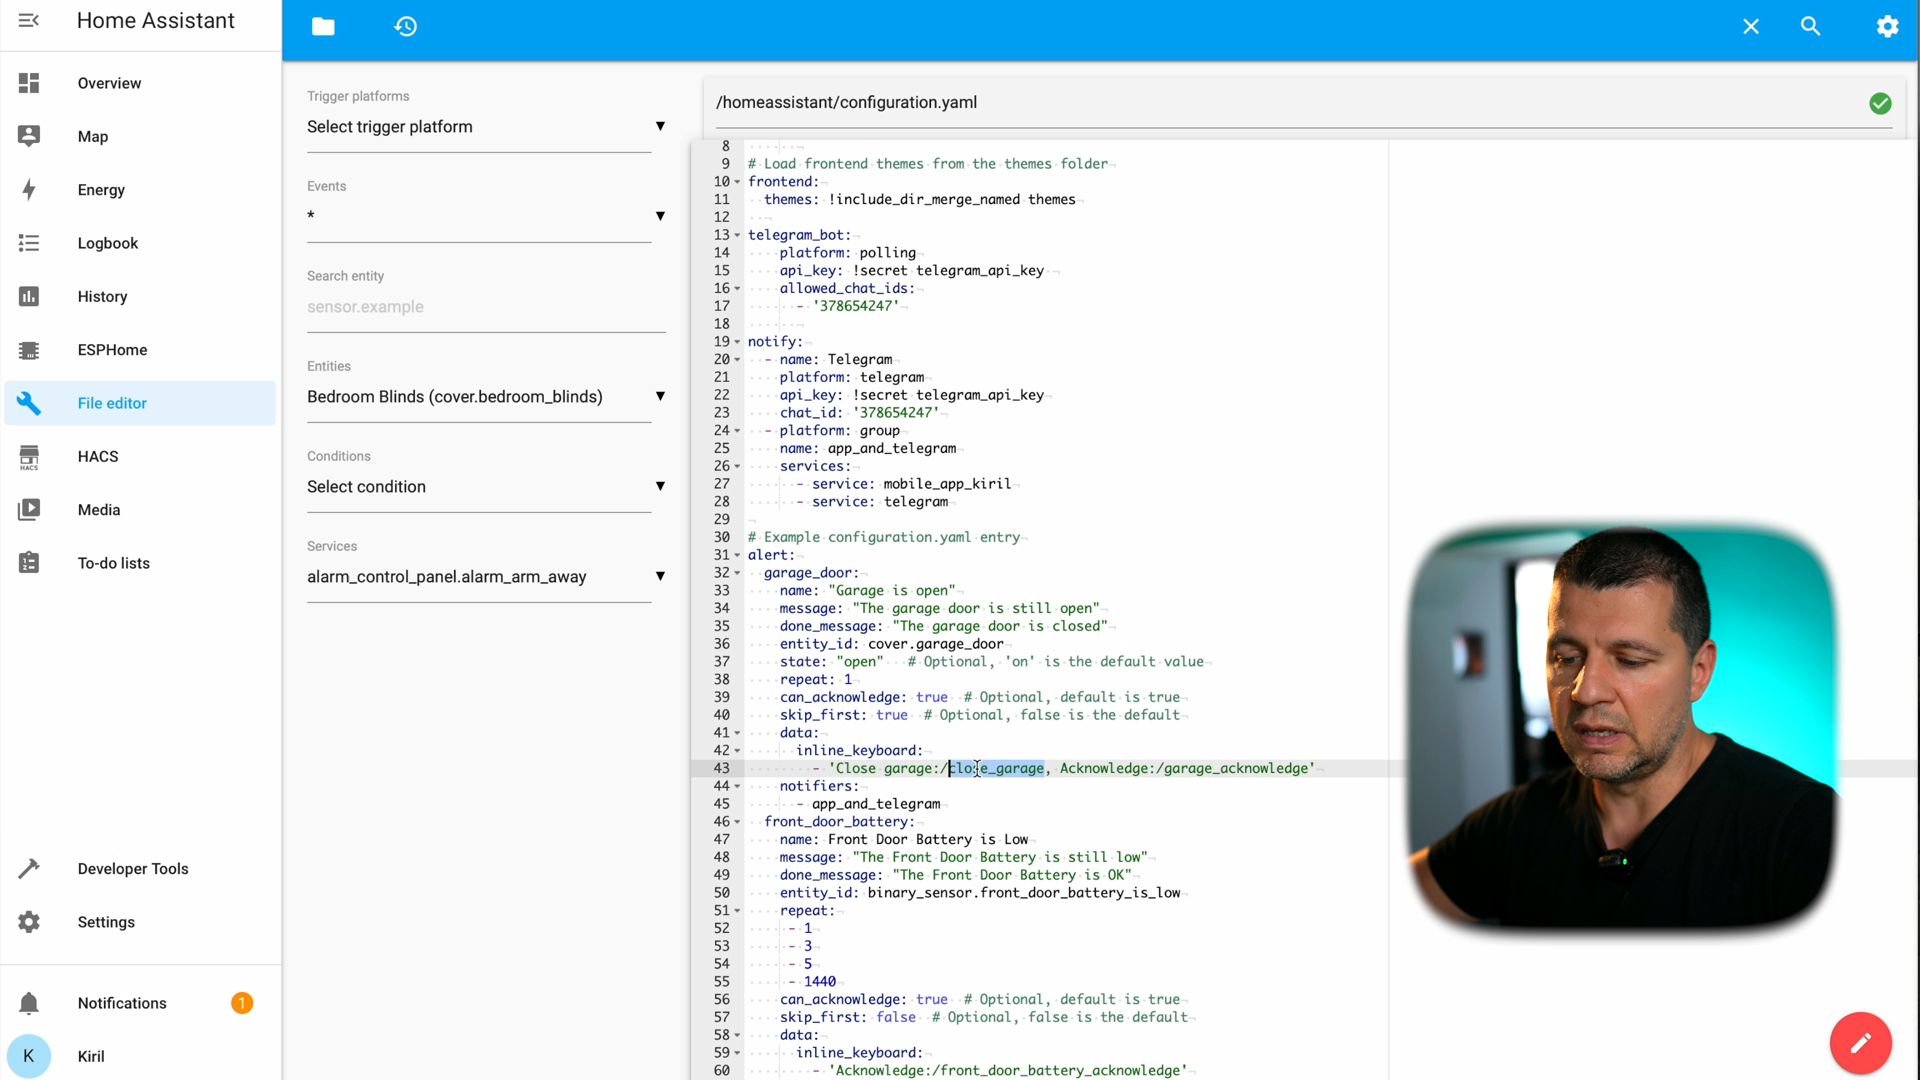 Home Assistant
Overview
Map
Energy
Logbook
History
ESPHome
File editor
HACS
HACS
Media
To-do lists
Developer Tools
Settings
Notifications
1
K
Kiril
Trigger platforms
Select trigger platform
Events
*
Search entity
sensor.example
Entities
Bedroom Blinds (cover.bedroom_blinds)
Conditions
Select condition
Services
alarm_control_panel.alarm_arm_away
/homeassistant/configuration.yaml
8
9 # Load frontend themes from the themes folder
10 frontend:
11 themes: !include_dir_merge_named themes
12
13 telegram_bot:
14 platform: polling
15 api_key: !secret telegram_api_key
16 allowed_chat_ids:
17 - '378654247'
18
19 notify:
20 - name: Telegram
21 platform: telegram
22 api_key: !secret telegram_api_key
23 chat_id: '378654247'
24 - platform: group
25 name: app_and_telegram
26 services:
27 - service: mobile_app_kiril
28 - service: telegram
29
30 # Example configuration.yaml entry
31 alert:
32 garage_door:
33 name: "Garage is open"
34 message: "The garage door is still open"
35 done_message: "The garage door is closed"
36 entity_id: cover.garage_door
37 state: "open" # Optional, 'on' is the default value
38 repeat: 1
39 can_acknowledge: true # Optional, default is true
40 skip_first: true # Optional, false is the default
41 data:
42 inline_keyboard:
43 - 'Close garage:/close_garage, Acknowledge:/garage_acknowledge'
44 notifiers:
45 - app_and_telegram
46 front_door_battery:
47 name: Front Door Battery is Low
48 message: "The Front Door Battery is still low"
49 done_message: "The Front Door Battery is OK"
50 entity_id: binary_sensor.front_door_battery_is_low
51 repeat:
52 - 1
53 - 3
54 - 5
55 - 1440
56 can_acknowledge: true # Optional, default is true
57 skip_first: false # Optional, false is the default
58 data:
59 inline_keyboard:
60 - 'Acknowledge:/front_door_battery_acknowledge'